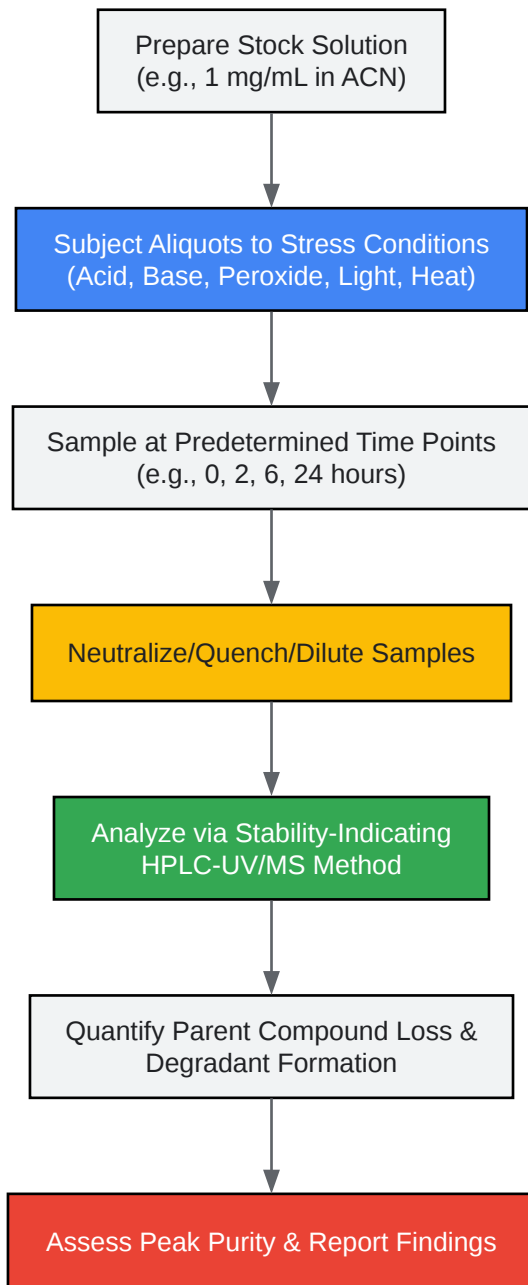 Prepare Stock Solution
(e.g., 1 mg/mL in ACN)
Subject Aliquots to Stress Conditions
(Acid, Base, Peroxide, Light, Heat)
Sample at Predetermined Time Points
(e.g., 0, 2, 6, 24 hours)
Neutralize/Quench/Dilute Samples
Analyze via Stability-Indicating
HPLC-UV/MS Method
Quantify Parent Compound Loss &
Degradant Formation
Assess Peak Purity & Report Findings